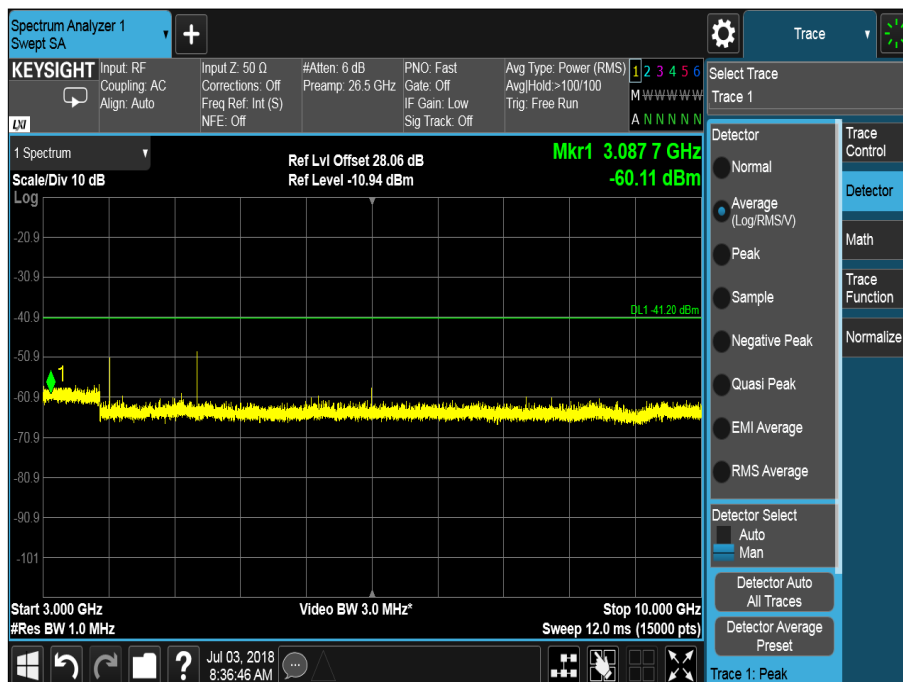 Spectrum Analyzer 1
Swept SA
Trace
KEYSIGHT
LXI
Input: RF
Coupling: AC
Align: Auto
Input Z: 50 Ω
Corrections: Off
Freq Ref: Int (S)
NFE: Off
#Atten: 6 dB
Preamp: 26.5 GHz
PNO: Fast
Gate: Off
IF Gain: Low
Sig Track: Off
Avg Type: Power (RMS)
Avg|Hold:>100/100
Trig: Free Run
1 2 3 4 5 6
M W W W W W
A N N N N N
Select Trace
Trace 1
1 Spectrum
Scale/Div 10 dB
Ref Lvl Offset 28.06 dB
Ref Level -10.94 dBm
Mkr1 3.087 7 GHz
-60.11 dBm
Log
-20.9
-30.9
-40.9
-50.9
-60.9
-70.9
-80.9
-90.9
-101
DL1 -41.20 dBm
1
Start 3.000 GHz
#Res BW 1.0 MHz
Video BW 3.0 MHz*
Stop 10.000 GHz
Sweep 12.0 ms (15000 pts)
Detector
Normal
Average
(Log/RMS/V)
Peak
Sample
Negative Peak
Quasi Peak
EMI Average
RMS Average
Detector Select
Auto
Man
Detector Auto
All Traces
Detector Average
Preset
Trace 1: Peak
Trace
Control
Detector
Math
Trace
Function
Normalize
?
Jul 03, 2018
8:36:46 AM